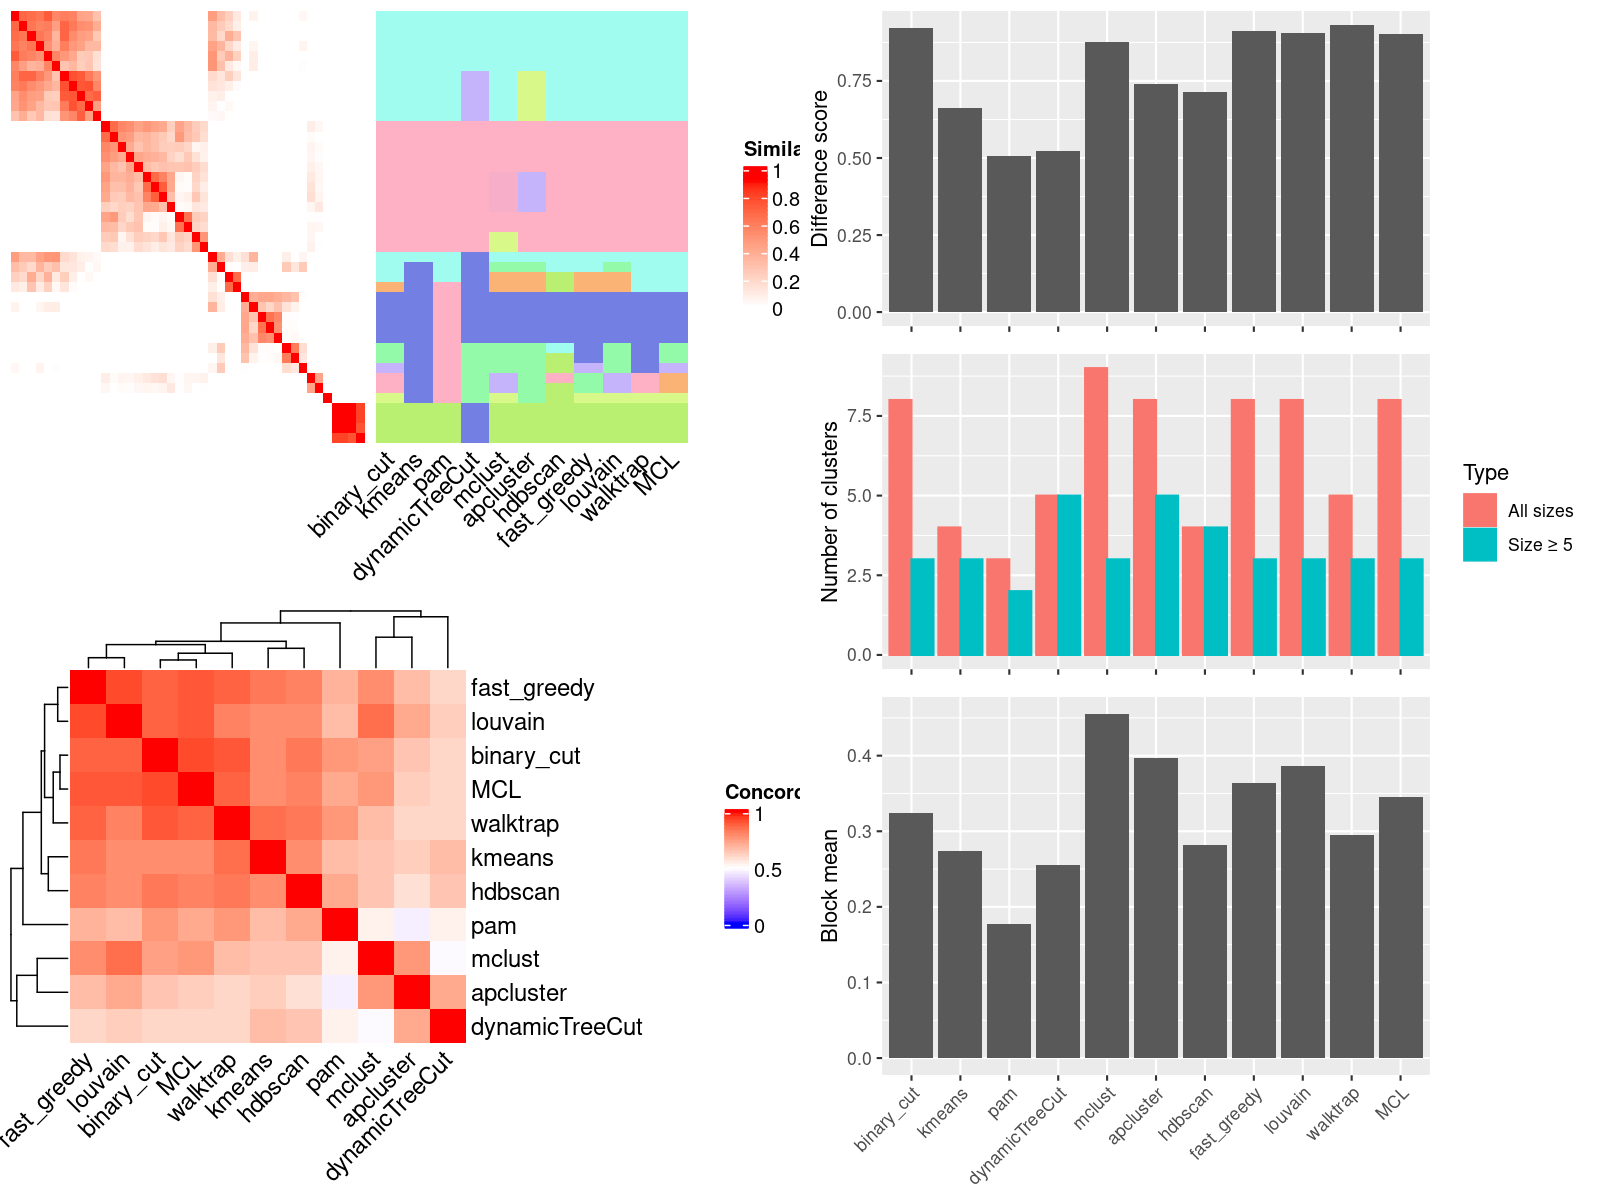 Simila
1
0.8
0.6
0.4
0.2
0
binary_cut
kmeans
pam
dynamicTreeCut
mclust
apcluster
hdbscan
fast_greedy
louvain
walktrap
MCL
fast_greedy
louvain
binary_cut
MCL
walktrap
kmeans
hdbscan
pam
mclust
apcluster
dynamicTreeCut
fast_greedy
louvain
binary_cut
MCL
walktrap
kmeans
hdbscan
pam
mclust
apcluster
dynamicTreeCut
Concord
1
0.5
0
Difference score
0.75
0.50
0.25
0.00
Number of clusters
7.5
5.0
2.5
0.0
Type
All sizes
Size ≥ 5
Block mean
0.4
0.3
0.2
0.1
0.0
binary_cut
kmeans
pam
dynamicTreeCut
mclust
apcluster
hdbscan
fast_greedy
louvain
walktrap
MCL